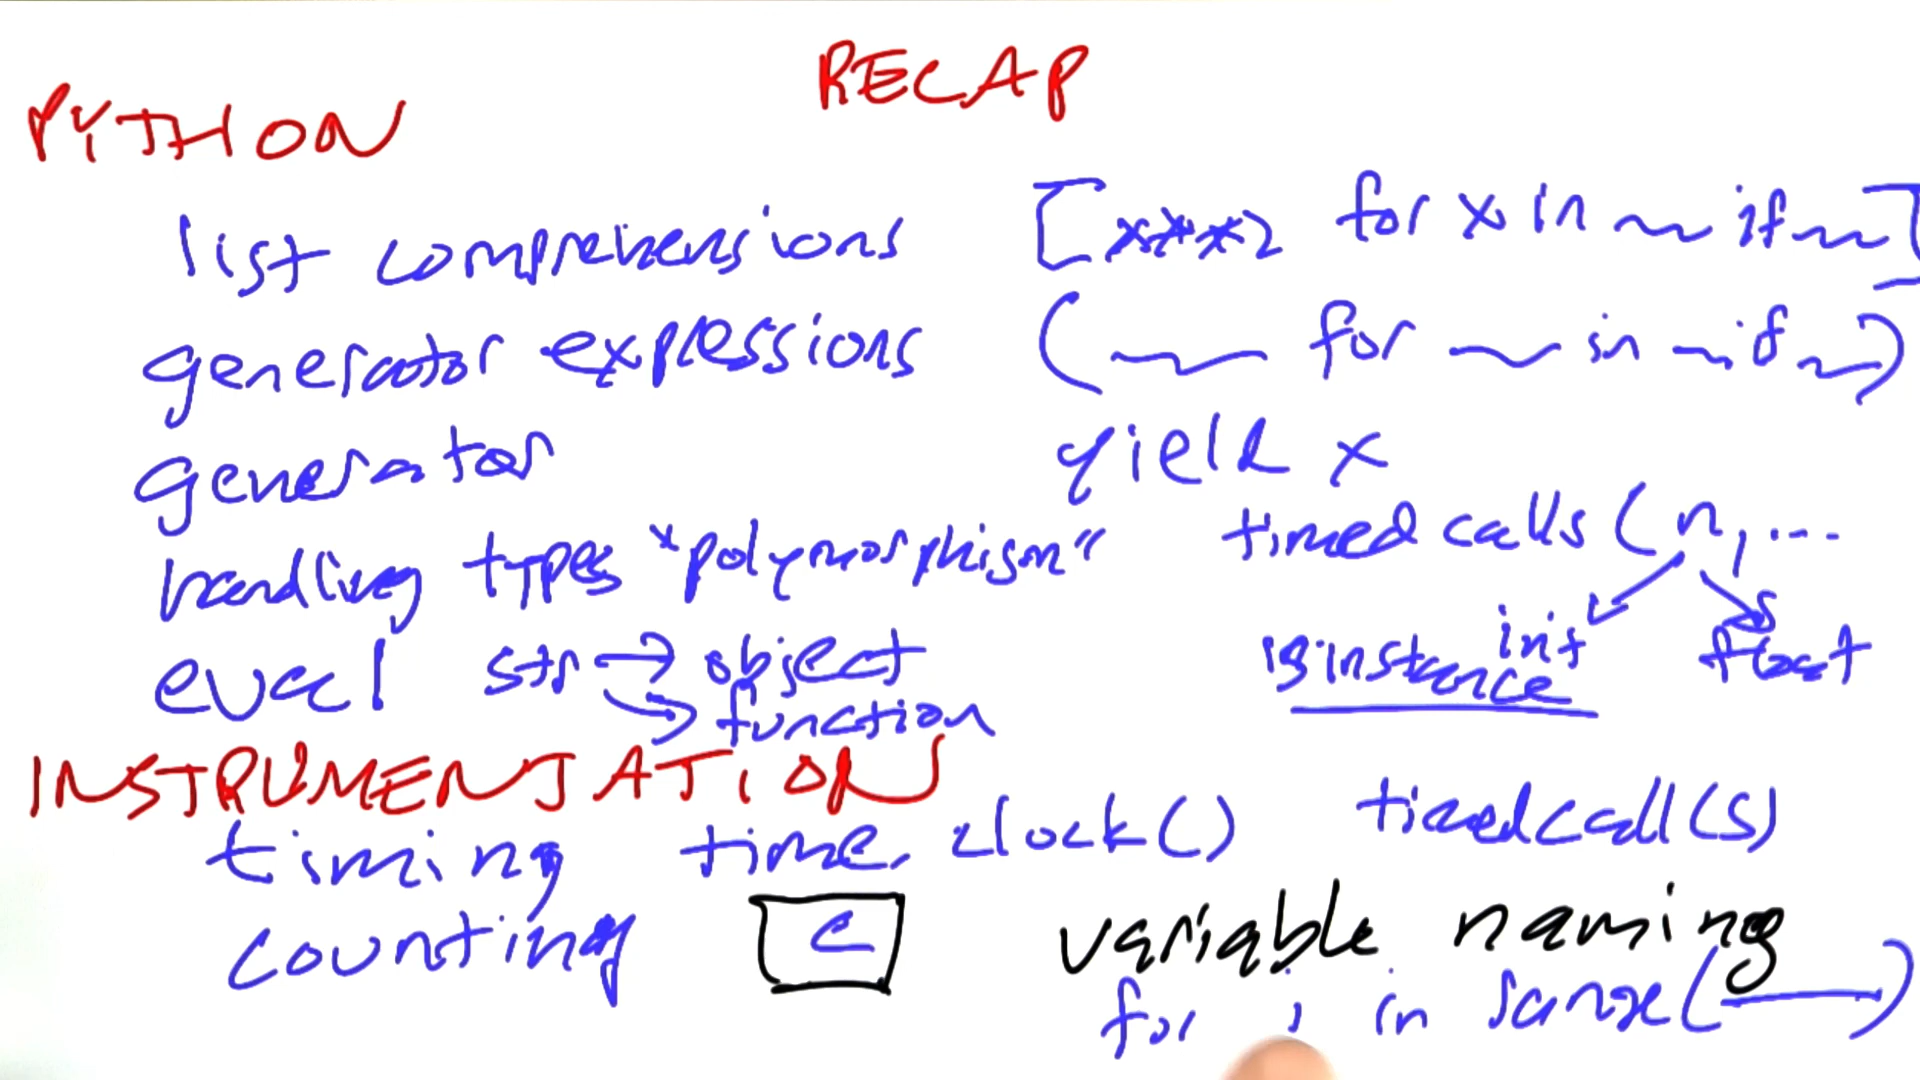 RECAP
PYTHON
list comprehensions [x**2 for x in ~ if ~]
generator expressions (~ for ~ in ~ if ~)
generator yield x
handling types "polymorphism" timedcalls(n, ...
int float
isinstance
eval str → object
→ function
INSTRUMENTATION
timing time.clock() timedcall(s)
counting c variable naming
for i in range(__)